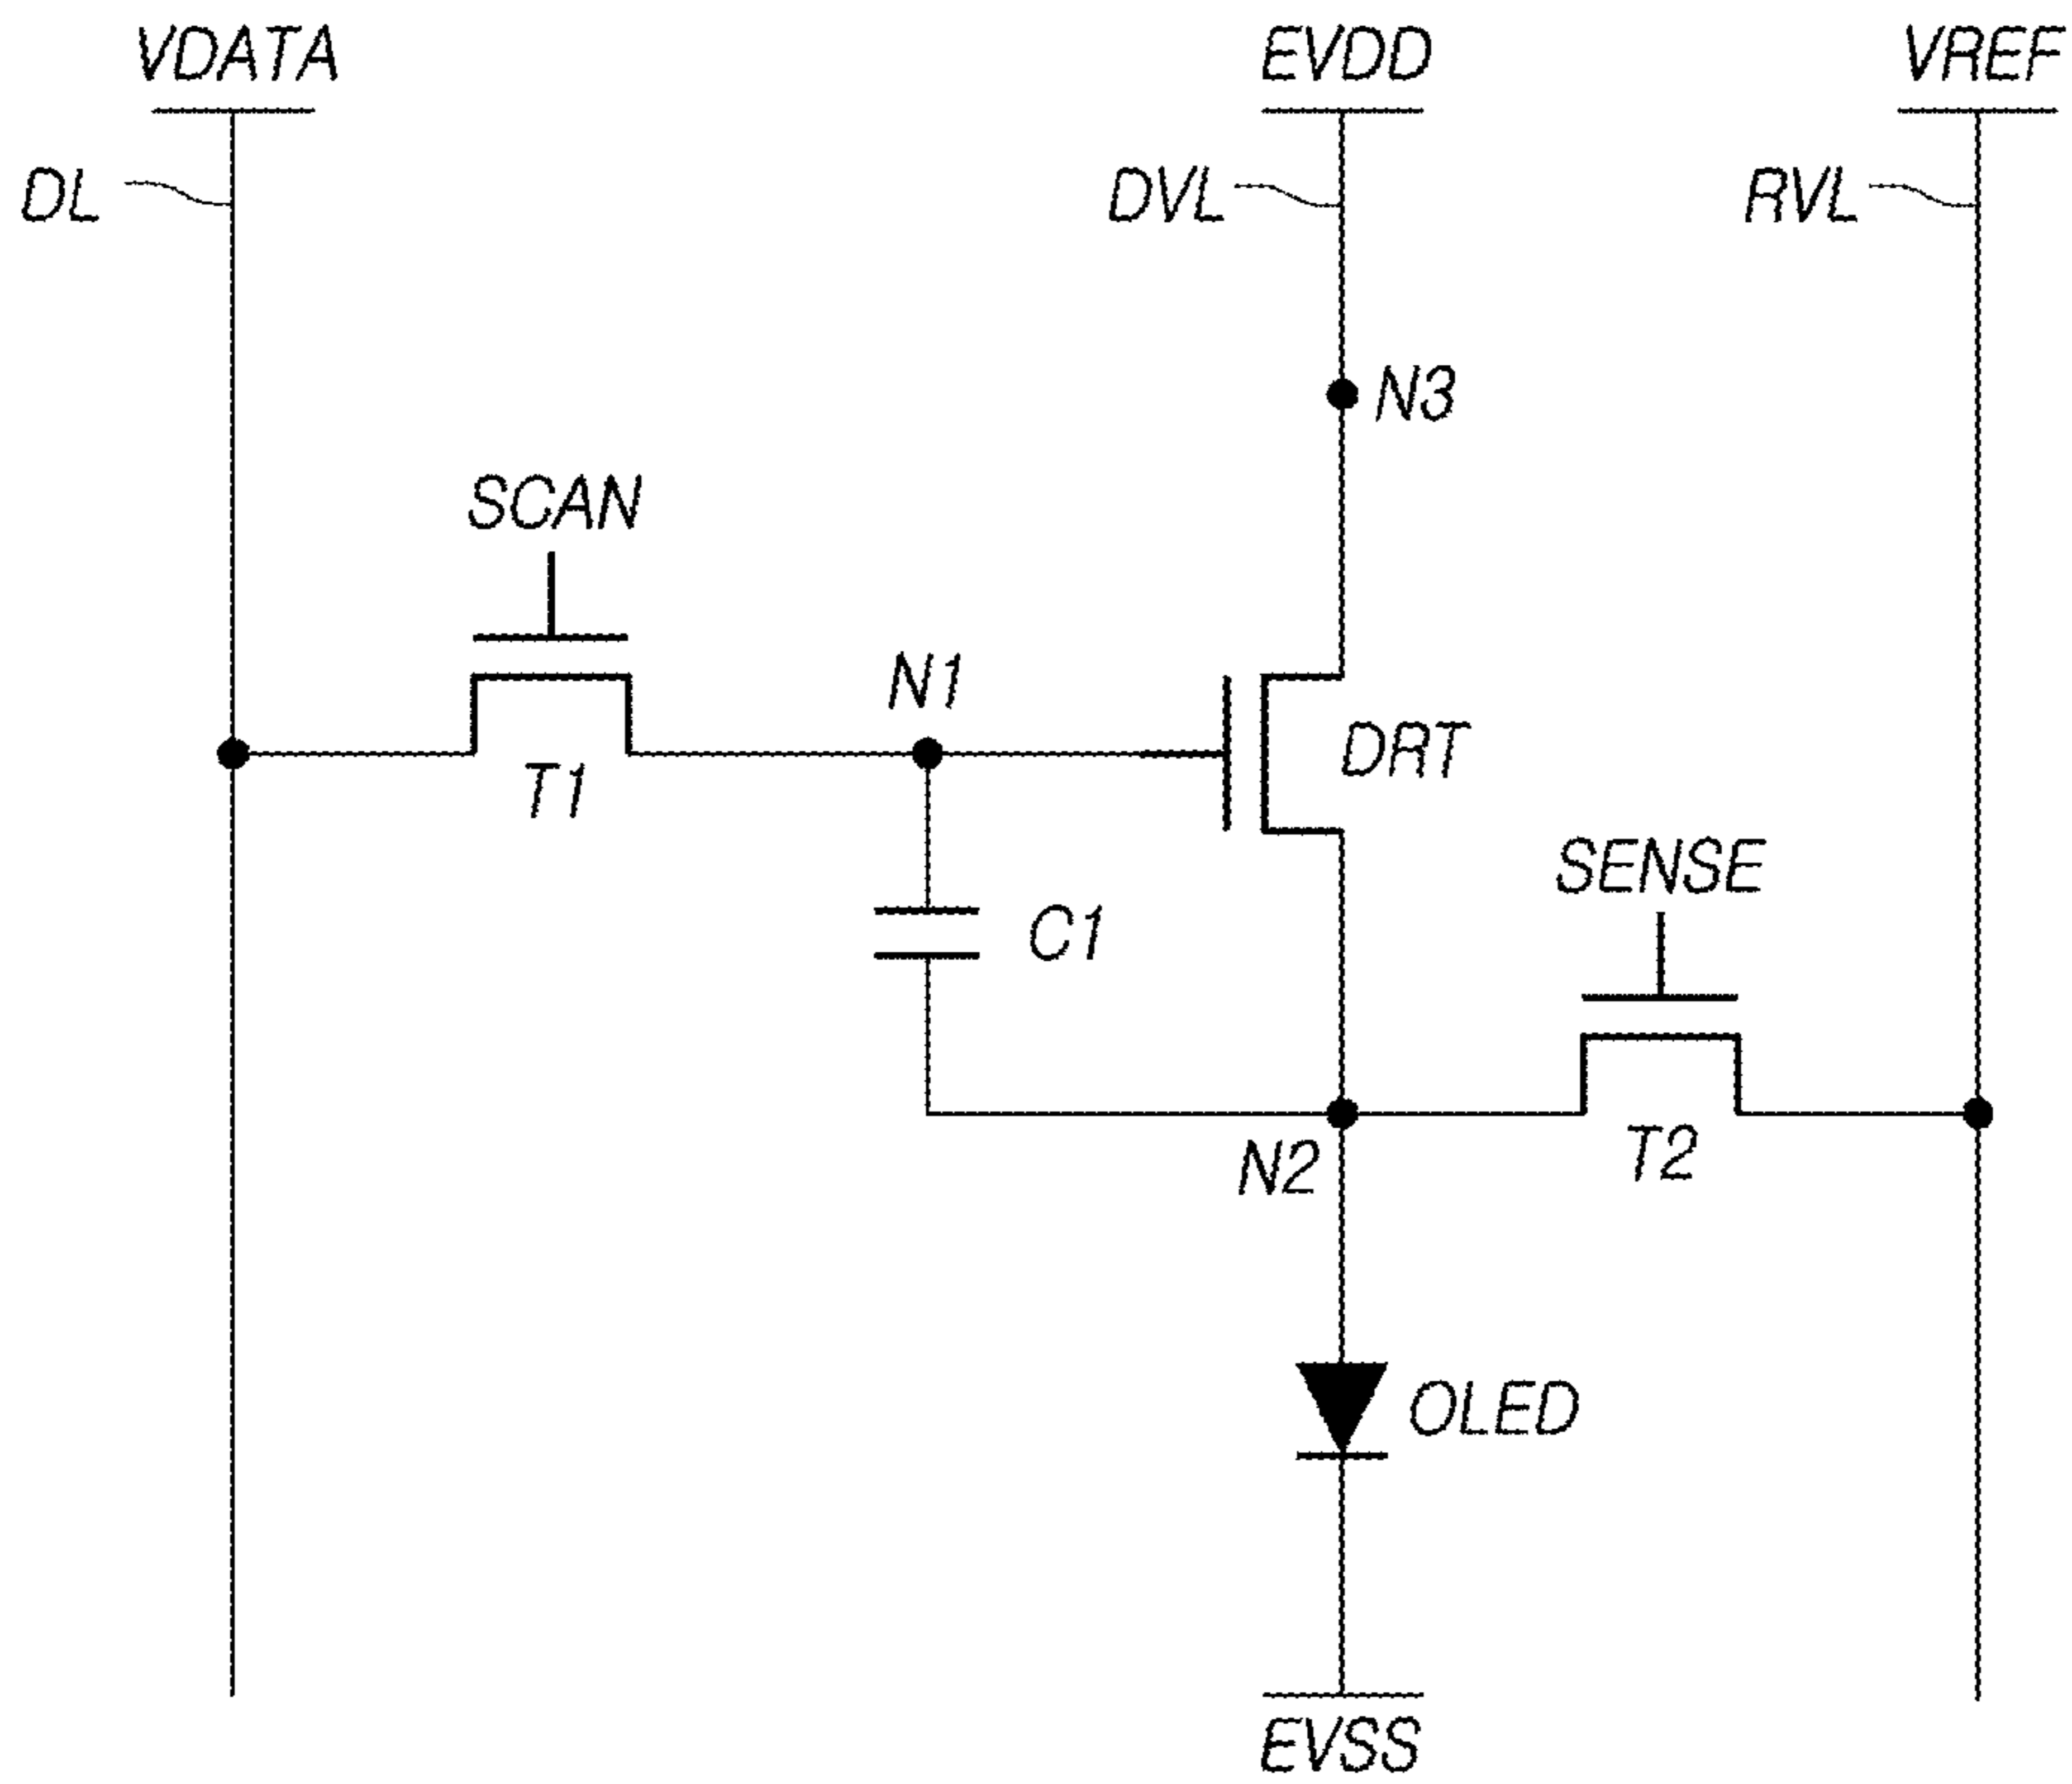 VDATA
EVDD
VREF
DL
DVL
RVL
N3
SCAN
N1
T1
DRT
SENSE
C1
N2
T2
OLED
EVSS